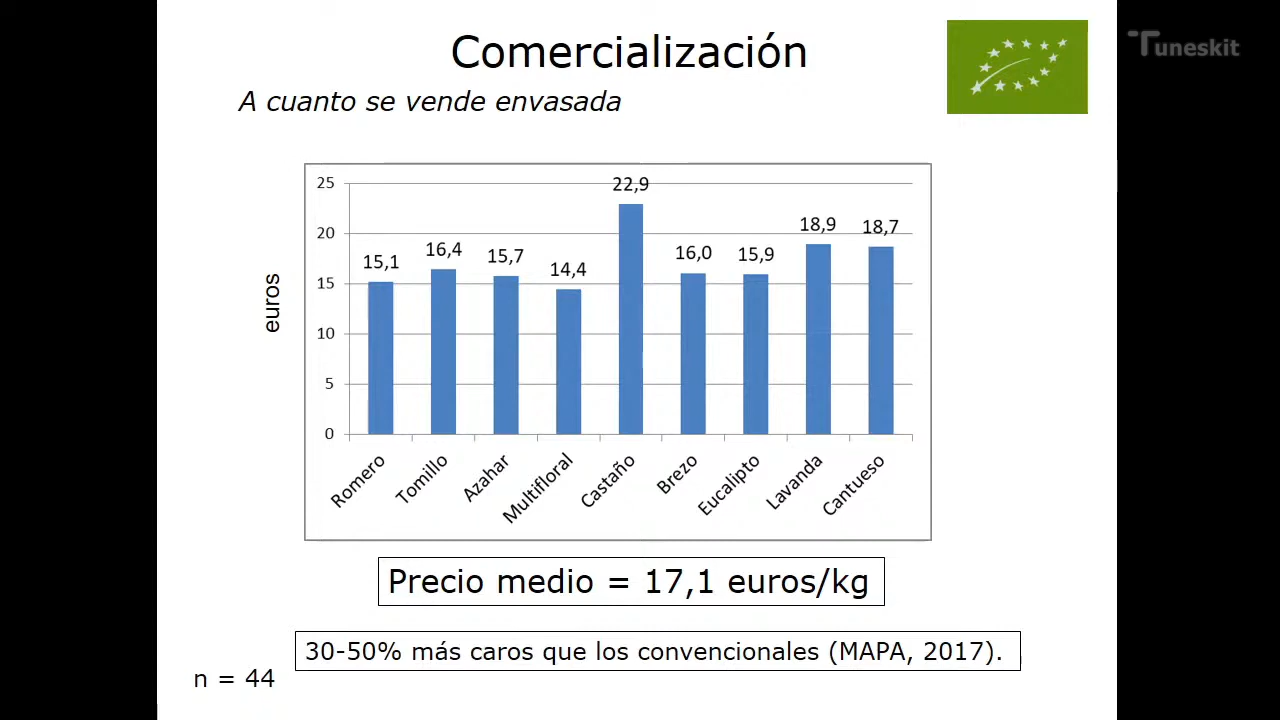 Comercialización
Tuneskit
A cuanto se vende envasada
25
20
15
10
5
0
euros
15,1
16,4
15,7
14,4
22,9
16,0
15,9
18,9
18,7
Romero
Tomillo
Azahar
Multifloral
Castaño
Brezo
Eucalipto
Lavanda
Cantueso
Precio medio = 17,1 euros/kg
30-50% más caros que los convencionales (MAPA, 2017).
n = 44